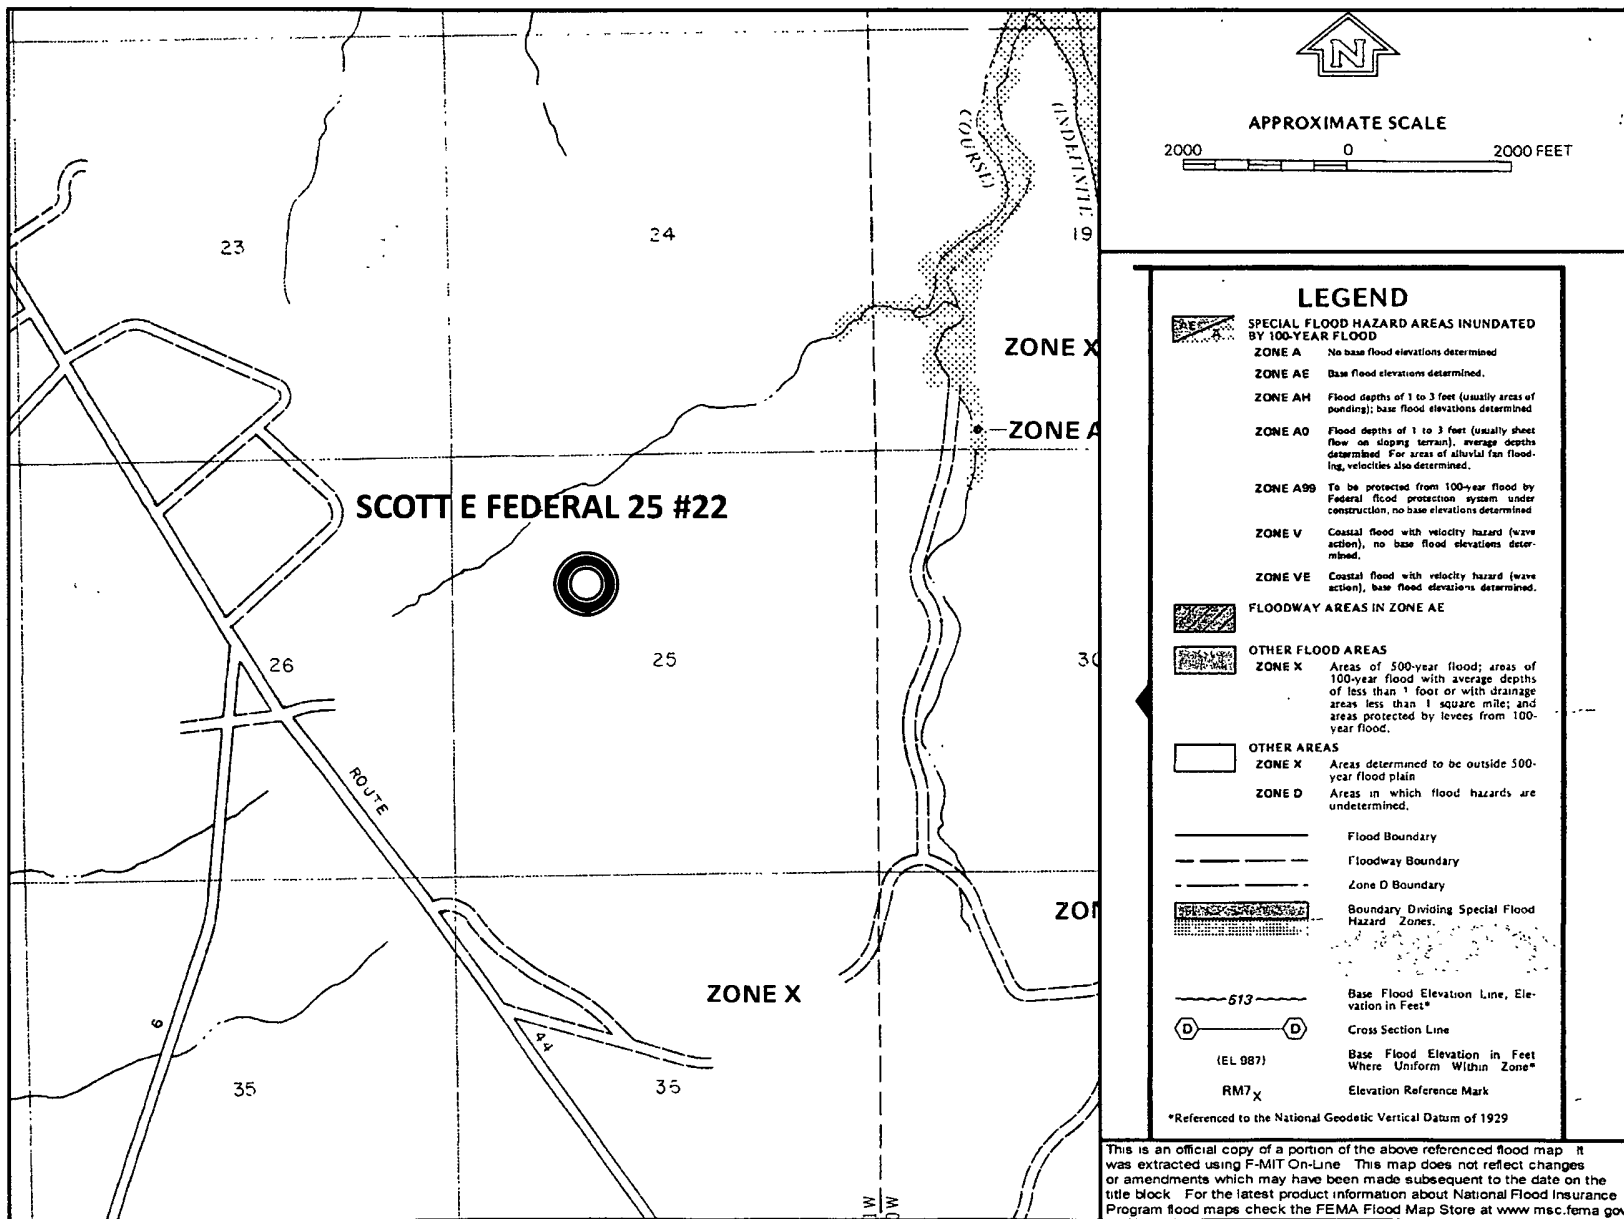 N
APPROXIMATE SCALE
2000 0 2000 FEET
(INDEFINITE
COURSE)
23
24
19
ZONE X
ZONE A
SCOTT E FEDERAL 25 #22
26
25
30
ROUTE
ZON
ZONE X
6
44
35
35
1W
0W
LEGEND
AE
A
SPECIAL FLOOD HAZARD AREAS INUNDATED
BY 100-YEAR FLOOD
ZONE A No base flood elevations determined
ZONE AE Base flood elevations determined.
ZONE AH Flood depths of 1 to 3 feet (usually areas of
ponding); base flood elevations determined
ZONE AO Flood depths of 1 to 3 feet (usually sheet
flow on sloping terrain), average depths
determined For areas of alluvial fan flood-
ing, velocities also determined.
ZONE A99 To be protected from 100-year flood by
Federal flood protection system under
construction, no base elevations determined
ZONE V Coastal flood with velocity hazard (wave
action), no base flood elevations deter-
mined.
ZONE VE Coastal flood with velocity hazard (wave
action), base flood elevations determined.
FLOODWAY AREAS IN ZONE AE
OTHER FLOOD AREAS
ZONE X Areas of 500-year flood; areas of
100-year flood with average depths
of less than 1 foot or with drainage
areas less than 1 square mile; and
areas protected by levees from 100-
year flood.
OTHER AREAS
ZONE X Areas determined to be outside 500-
year flood plain
ZONE D Areas in which flood hazards are
undetermined.
Flood Boundary
Floodway Boundary
Zone D Boundary
Boundary Dividing Special Flood
Hazard Zones.
613 Base Flood Elevation Line, Ele-
vation in Feet*
D D Cross Section Line
(EL 987) Base Flood Elevation in Feet
Where Uniform Within Zone*
RM7X Elevation Reference Mark
*Referenced to the National Geodetic Vertical Datum of 1929
This is an official copy of a portion of the above referenced flood map It
was extracted using F-MIT On-Line This map does not reflect changes
or amendments which may have been made subsequent to the date on the
title block For the latest product information about National Flood Insurance
Program flood maps check the FEMA Flood Map Store at www msc.fema gov